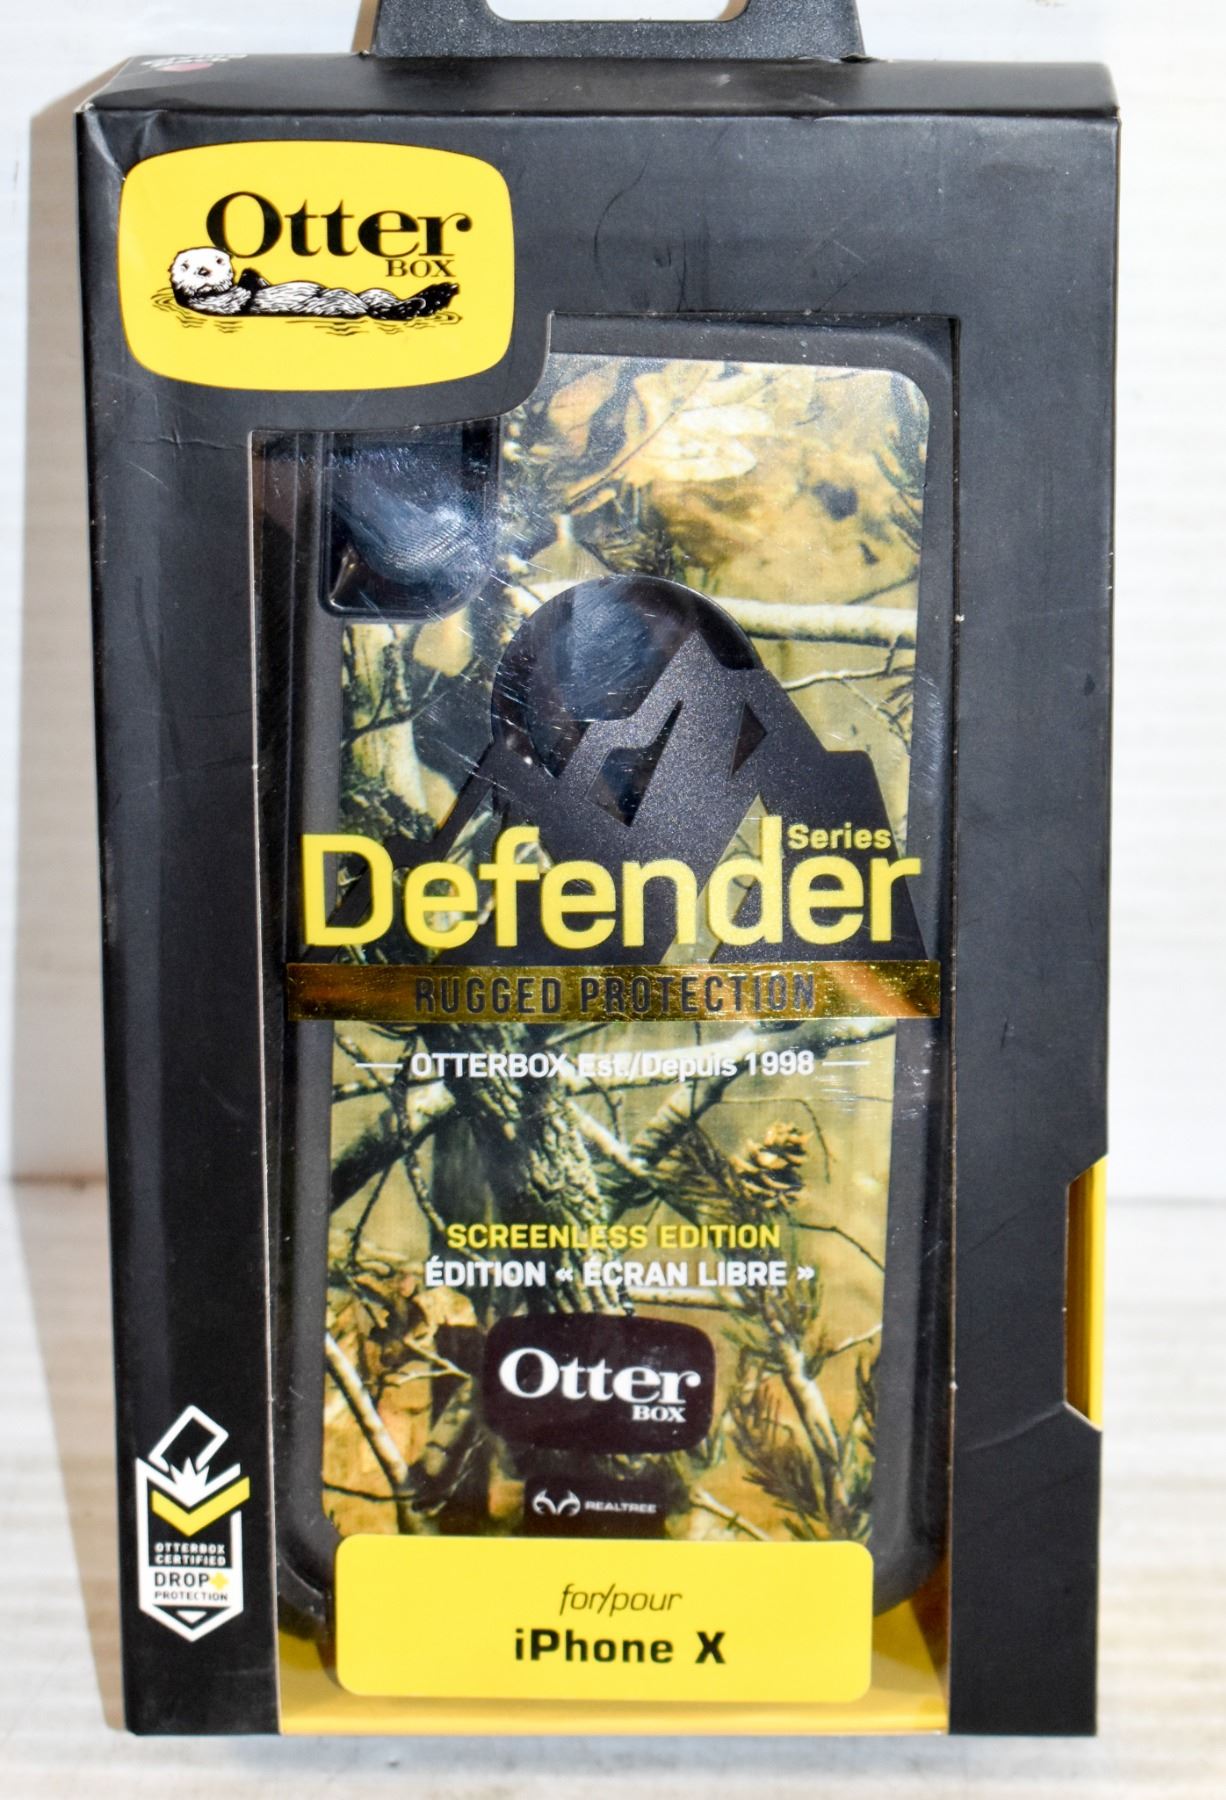 Otter
BOX
Series
Defender
RUGGED PROTECTION
OTTERBOX Est./Depuis 1998
SCREENLESS EDITION
ÉDITION « ÉCRAN LIBRE »
Otter
BOX
REALTREE
OTTERBOX
CERTIFIED
DROP+
PROTECTION
for/pour
iPhone X